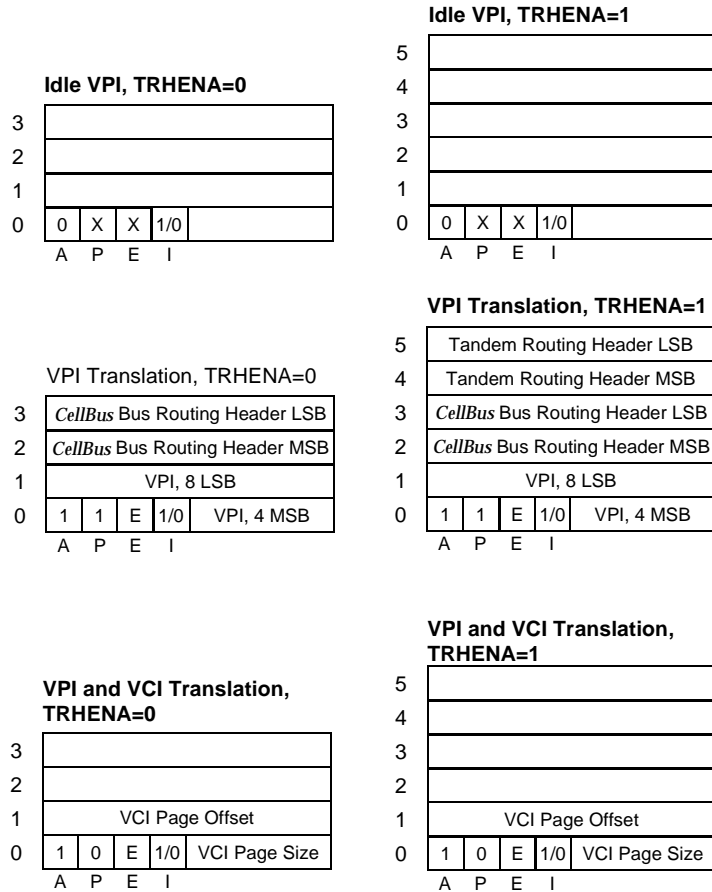 Idle VPI, TRHENA=0
3
2
1
0 0 X X 1/0
A P E I
Idle VPI, TRHENA=1
5
4
3
2
1
0 0 X X 1/0
A P E I
VPI Translation, TRHENA=0
3 CellBus Bus Routing Header LSB
2 CellBus Bus Routing Header MSB
1 VPI, 8 LSB
0 1 1 E 1/0 VPI, 4 MSB
A P E I
VPI Translation, TRHENA=1
5 Tandem Routing Header LSB
4 Tandem Routing Header MSB
3 CellBus Bus Routing Header LSB
2 CellBus Bus Routing Header MSB
1 VPI, 8 LSB
0 1 1 E 1/0 VPI, 4 MSB
A P E I
VPI and VCI Translation,
TRHENA=0
3
2
1 VCI Page Offset
0 1 0 E 1/0 VCI Page Size
A P E I
VPI and VCI Translation,
TRHENA=1
5
4
3
2
1 VCI Page Offset
0 1 0 E 1/0 VCI Page Size
A P E I